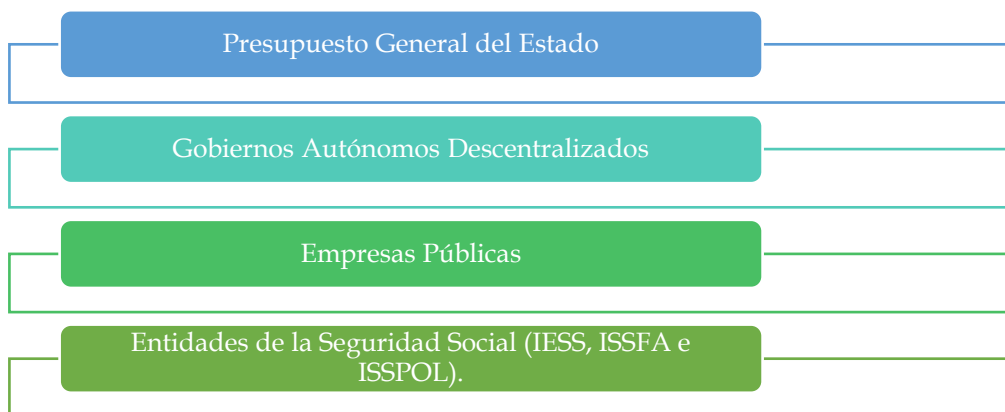 Presupuesto General del Estado
Gobiernos Autónomos Descentralizados
Empresas Públicas
Entidades de la Seguridad Social (IESS, ISSFA e
ISSPOL).